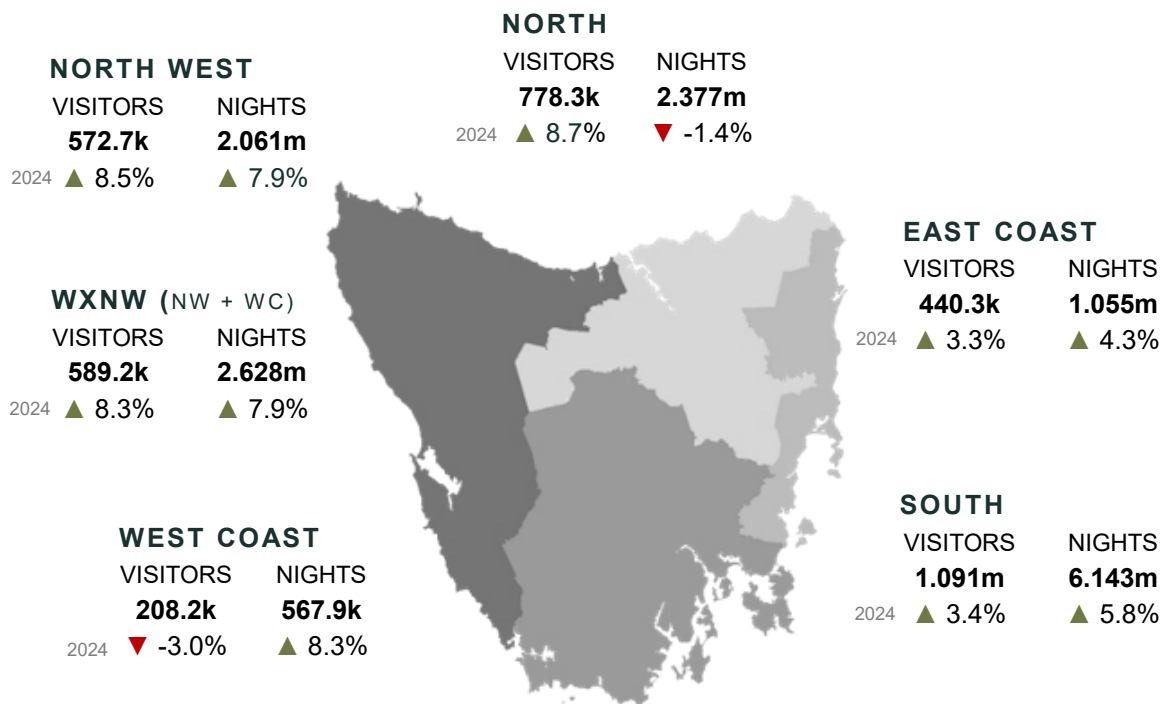 NORTH
VISITORS NIGHTS
778.3k 2.377m
2024 ▲ 8.7% ▼ -1.4%
NORTH WEST
VISITORS NIGHTS
572.7k 2.061m
2024 ▲ 8.5% ▲ 7.9%
EAST COAST
VISITORS NIGHTS
440.3k 1.055m
2024 ▲ 3.3% ▲ 4.3%
WXNW (NW + WC)
VISITORS NIGHTS
589.2k 2.628m
2024 ▲ 8.3% ▲ 7.9%
SOUTH
VISITORS NIGHTS
1.091m 6.143m
2024 ▲ 3.4% ▲ 5.8%
WEST COAST
VISITORS NIGHTS
208.2k 567.9k
2024 ▼ -3.0% ▲ 8.3%